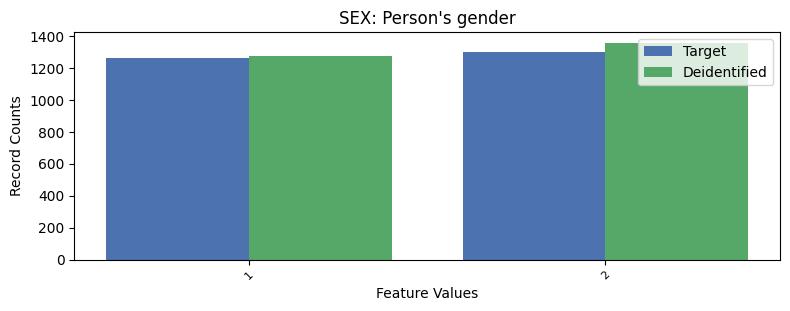 SEX: Person's gender
1400
1200
1000
800
600
400
200
0
Record Counts
Target
Deidentified
1
2
Feature Values